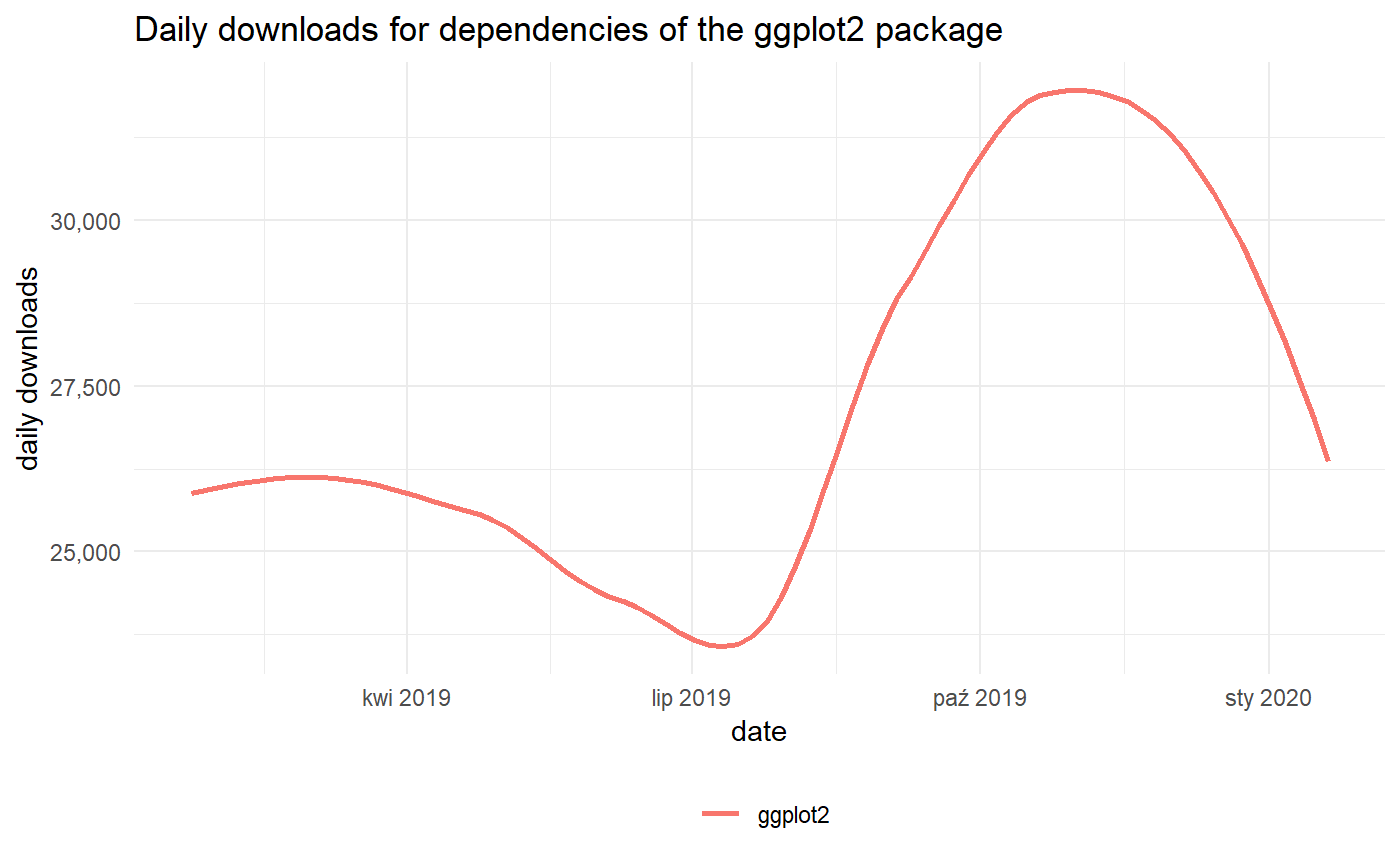 Daily downloads for dependencies of the ggplot2 package
daily downloads
30,000
27,500
25,000
kwi 2019
lip 2019
paź 2019
sty 2020
date
ggplot2